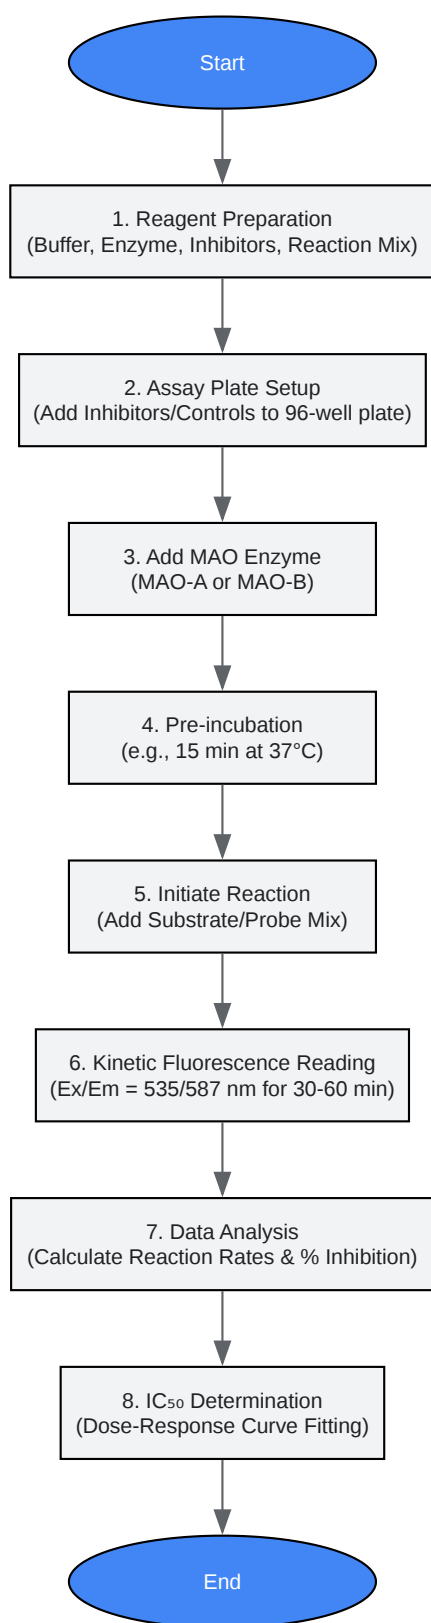 Start
1. Reagent Preparation
(Buffer, Enzyme, Inhibitors, Reaction Mix)
2. Assay Plate Setup
(Add Inhibitors/Controls to 96-well plate)
3. Add MAO Enzyme
(MAO-A or MAO-B)
4. Pre-incubation
(e.g., 15 min at 37°C)
5. Initiate Reaction
(Add Substrate/Probe Mix)
6. Kinetic Fluorescence Reading
(Ex/Em = 535/587 nm for 30-60 min)
7. Data Analysis
(Calculate Reaction Rates & % Inhibition)
8. IC₅₀ Determination
(Dose-Response Curve Fitting)
End